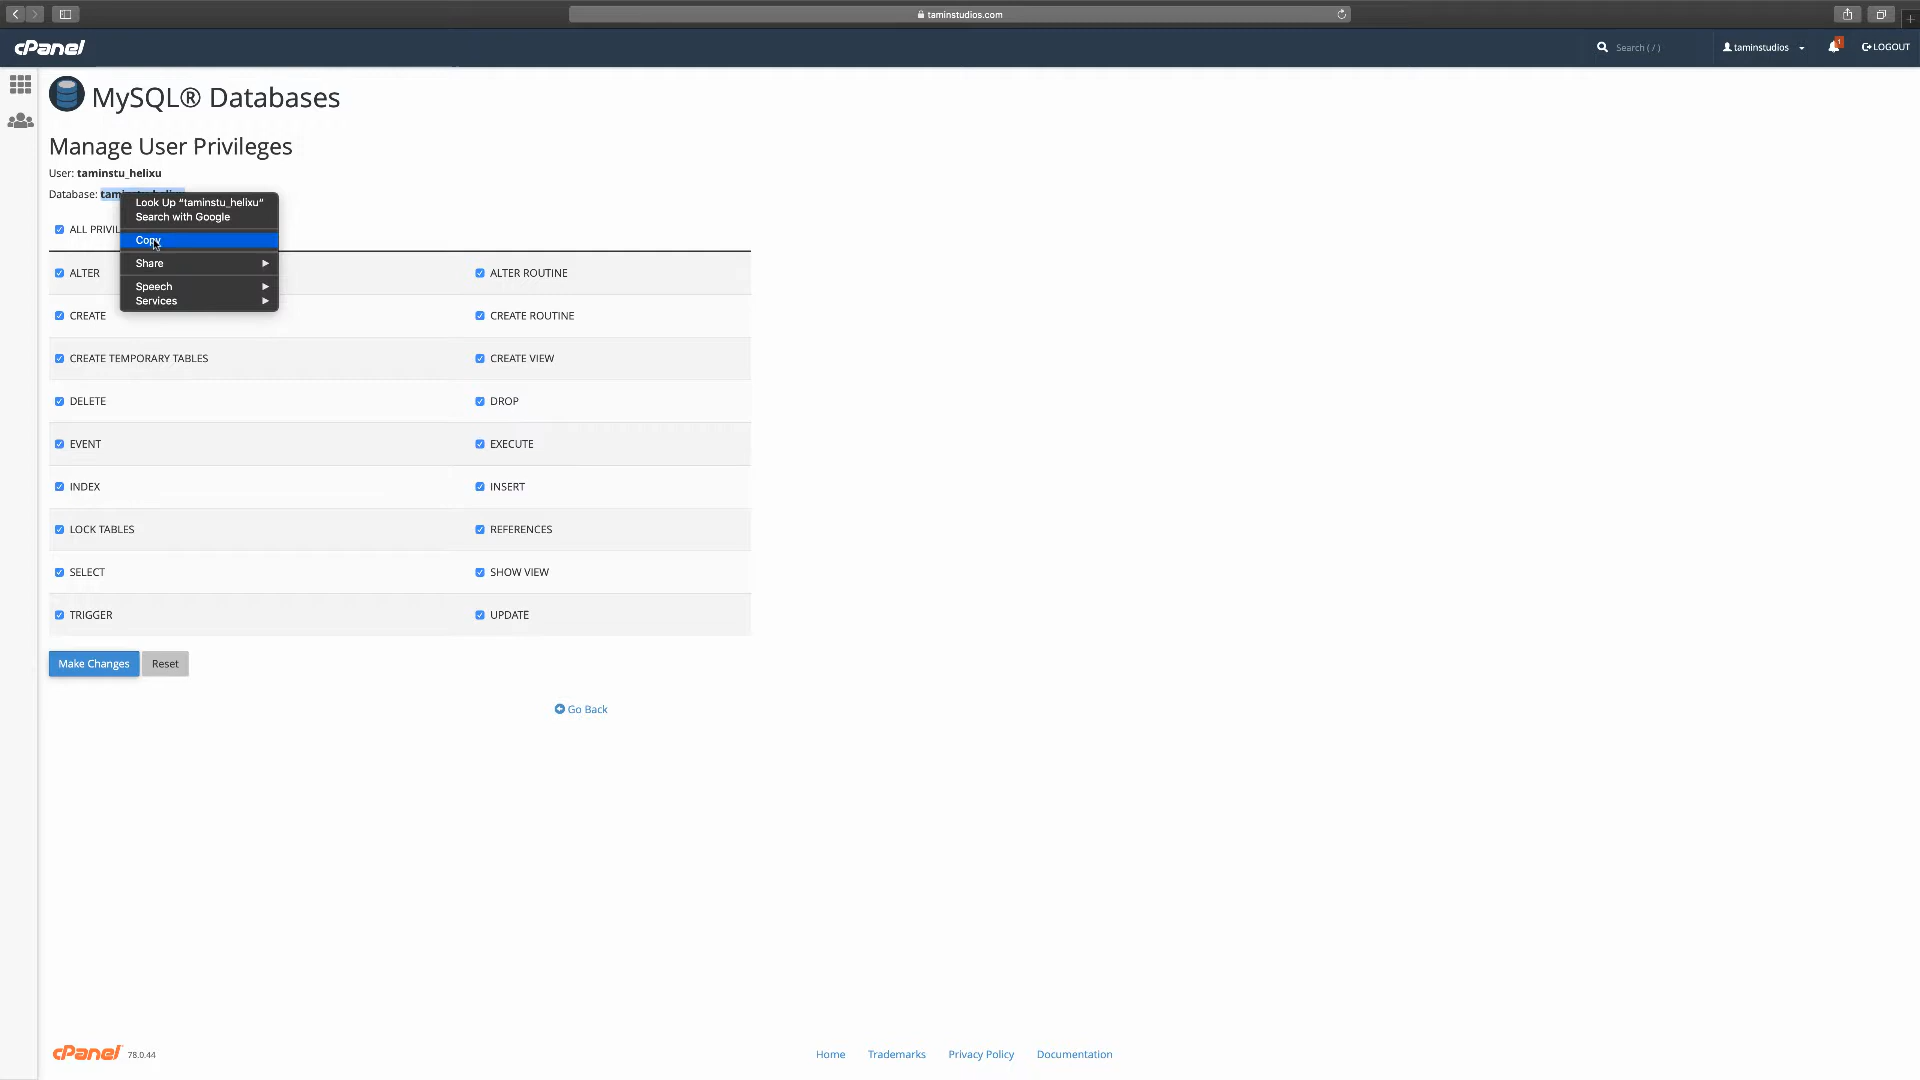 taminstudios.com
cPanel
Search ( / )
taminstudios
1
LOGOUT
MySQL® Databases
Manage User Privileges
User: taminstu_helixu
Database:
Look Up “taminstu_helixu”
Search with Google
Copy
Share
Speech
Services
ALL
ALTER
ALTER ROUTINE
CREATE
CREATE ROUTINE
CREATE TEMPORARY TABLES
CREATE VIEW
DELETE
DROP
EVENT
EXECUTE
INDEX
INSERT
LOCK TABLES
REFERENCES
SELECT
SHOW VIEW
TRIGGER
UPDATE
Make Changes
Reset
Go Back
cPanel 78.0.44
Home
Trademarks
Privacy Policy
Documentation